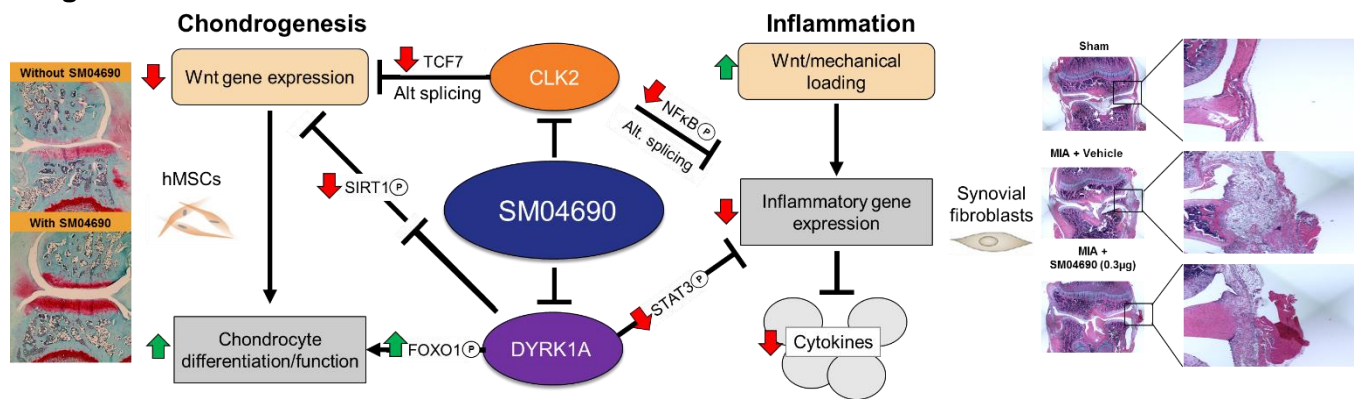 Chondrogenesis
Inflammation
Without SM04690
With SM04690
Wnt gene expression
TCF7
Alt splicing
CLK2
NFκB P
Alt. splicing
Wnt/mechanical
loading
hMSCs
SIRT1 P
SM04690
Inflammatory gene
expression
Synovial
fibroblasts
STAT3 P
Chondrocyte
differentiation/function
FOXO1 P
DYRK1A
Cytokines
Sham
MIA + Vehicle
MIA +
SM04690 (0.3µg)